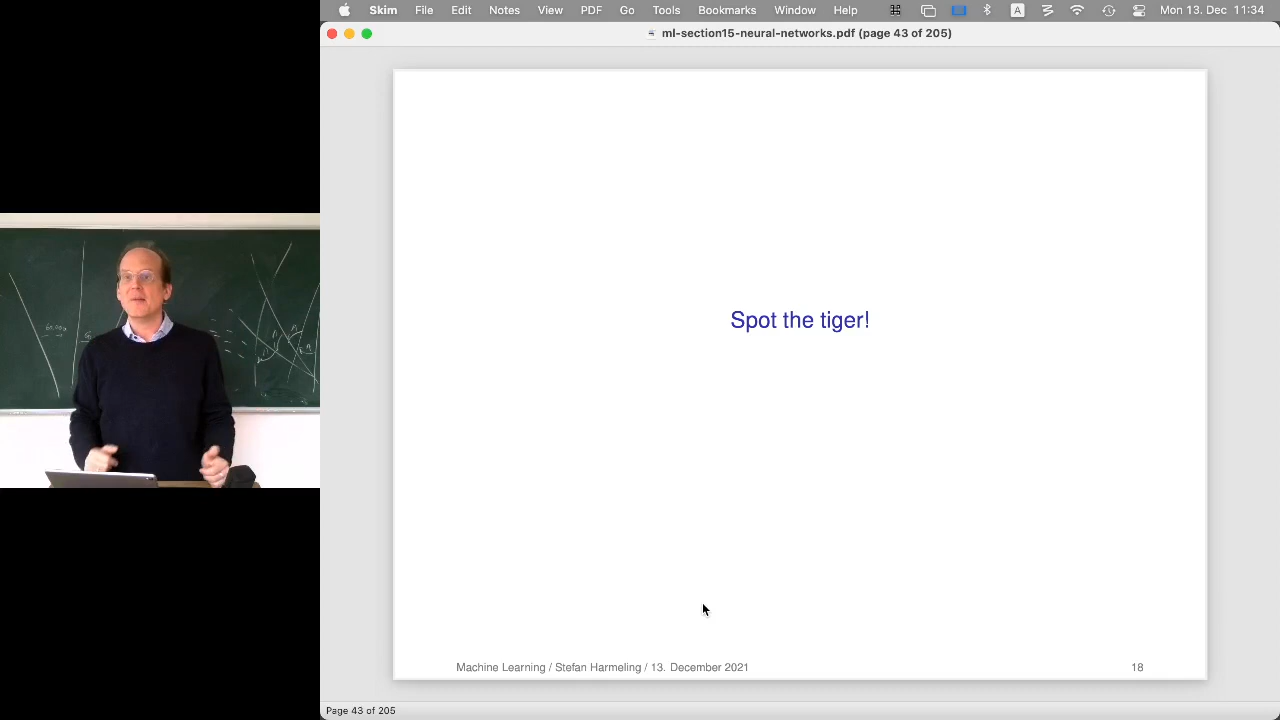 Skim File Edit Notes View PDF Go Tools Bookmarks Window Help A Mon 13. Dec 11:34
ml-section15-neural-networks.pdf (page 43 of 205)
Spot the tiger!
Machine Learning / Stefan Harmeling / 13. December 2021 18
Page 43 of 205